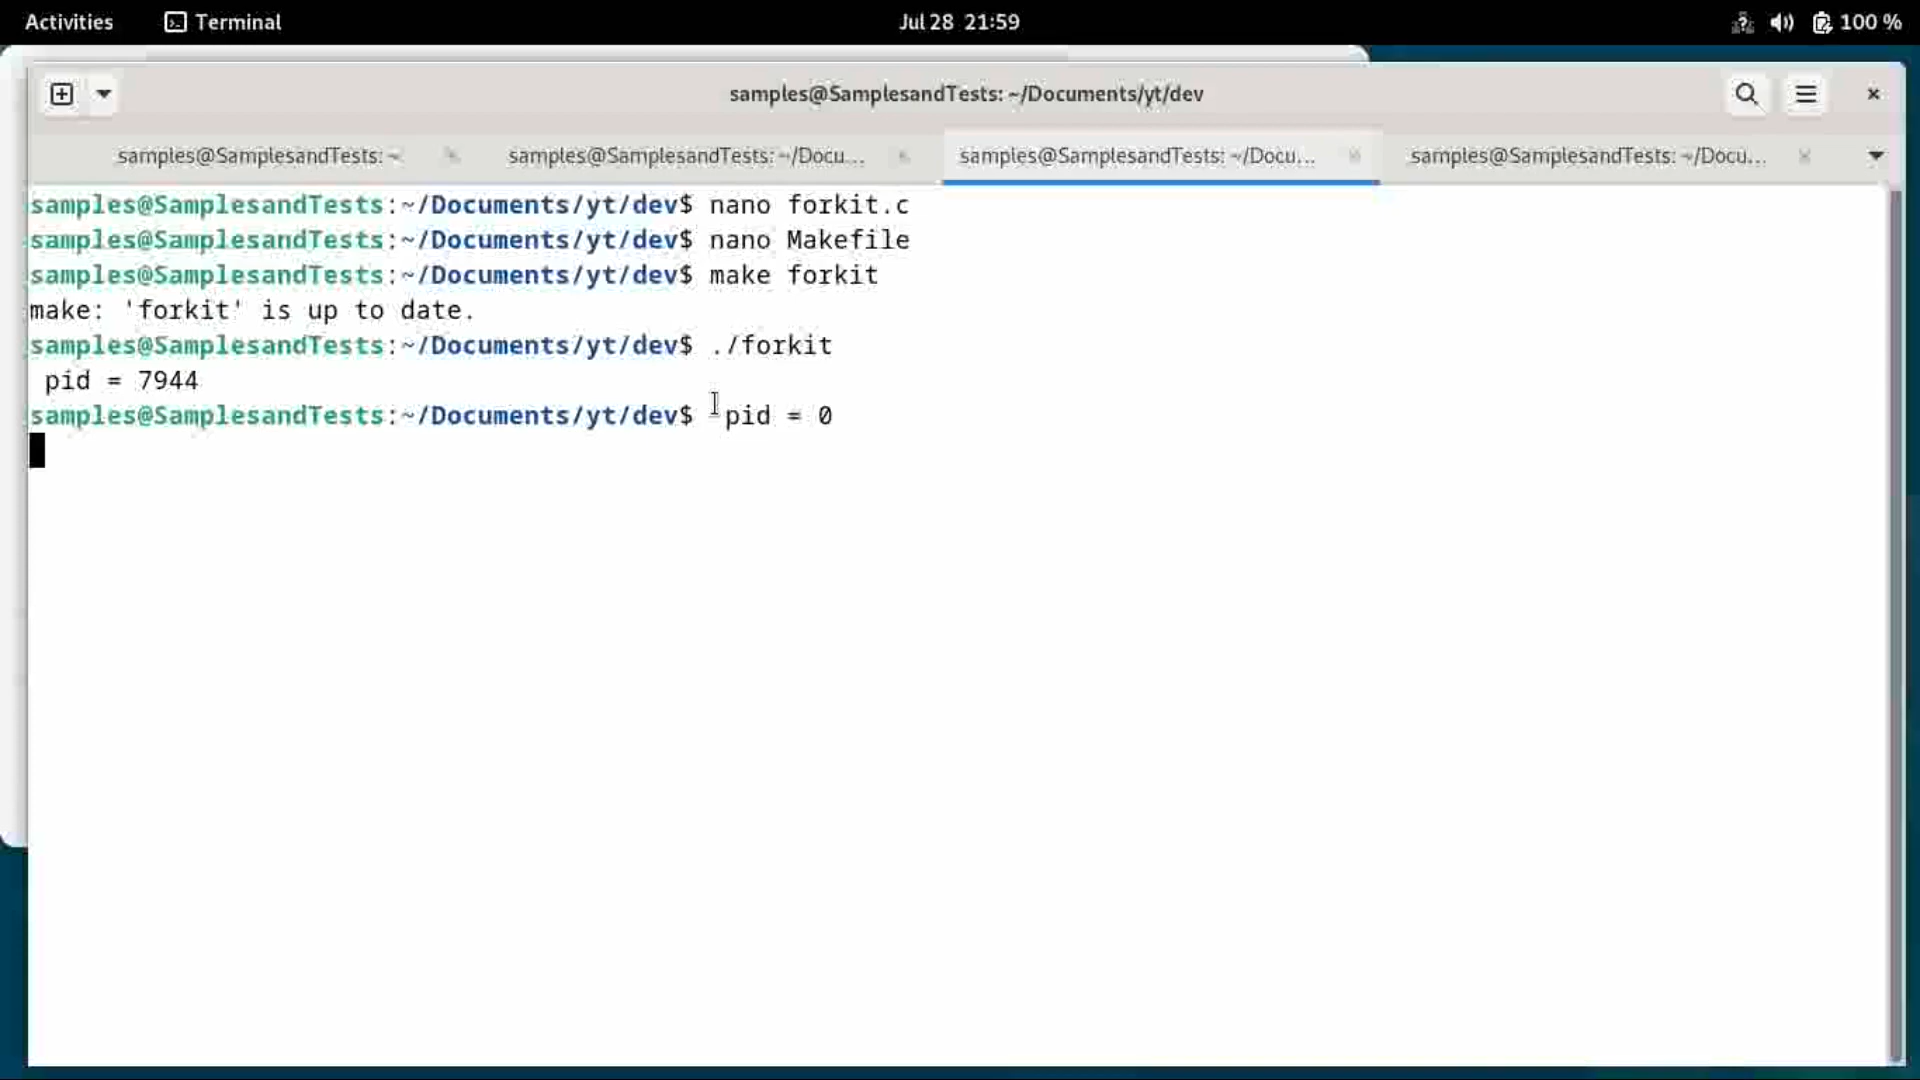 Activities Terminal Jul 28 21:59 100 %
samples@SamplesandTests: ~/Documents/yt/dev
samples@SamplesandTests: ~ samples@SamplesandTests: ~/Docu... samples@SamplesandTests: ~/Docu... samples@SamplesandTests: ~/Docu...
samples@SamplesandTests:~/Documents/yt/dev$ nano forkit.c
samples@SamplesandTests:~/Documents/yt/dev$ nano Makefile
samples@SamplesandTests:~/Documents/yt/dev$ make forkit
make: 'forkit' is up to date.
samples@SamplesandTests:~/Documents/yt/dev$ ./forkit
 pid = 7944
samples@SamplesandTests:~/Documents/yt/dev$  pid = 0